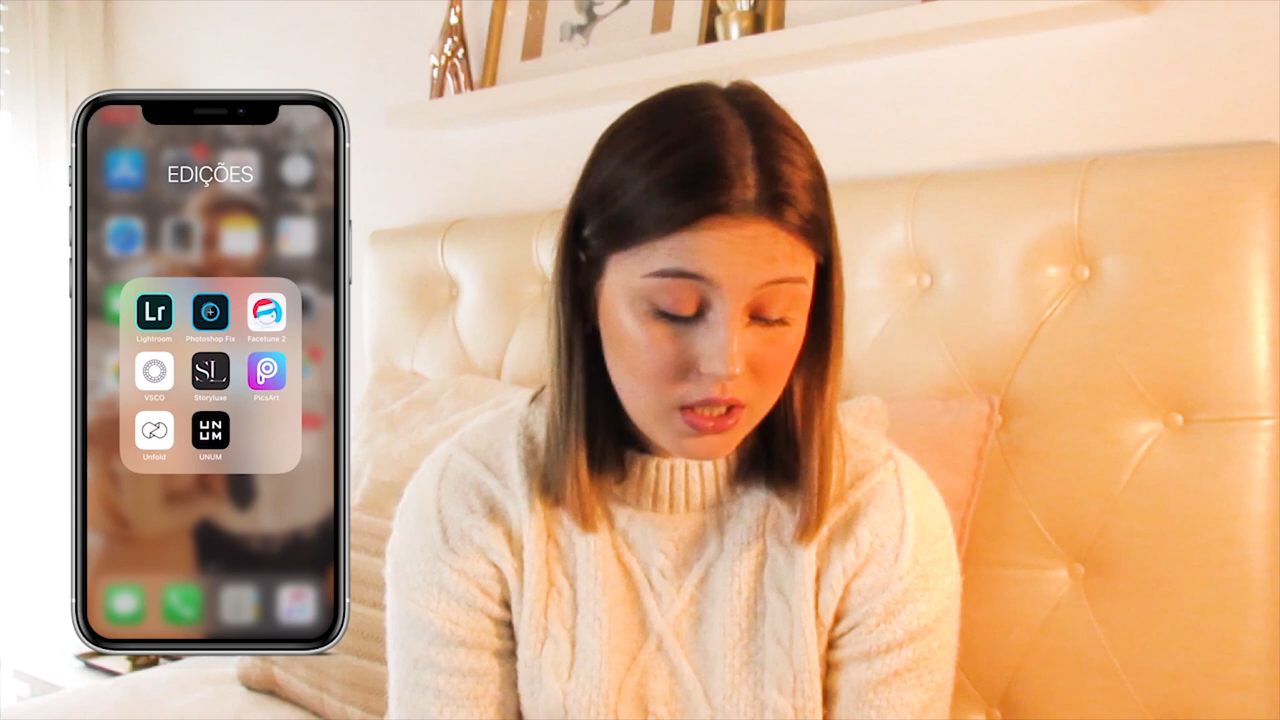 EDIÇÕES
Lr
Lightroom Photoshop Fix Facetune 2
SL
VSCO Storyluxe PicsArt
UN
UM
Unfold UNUM